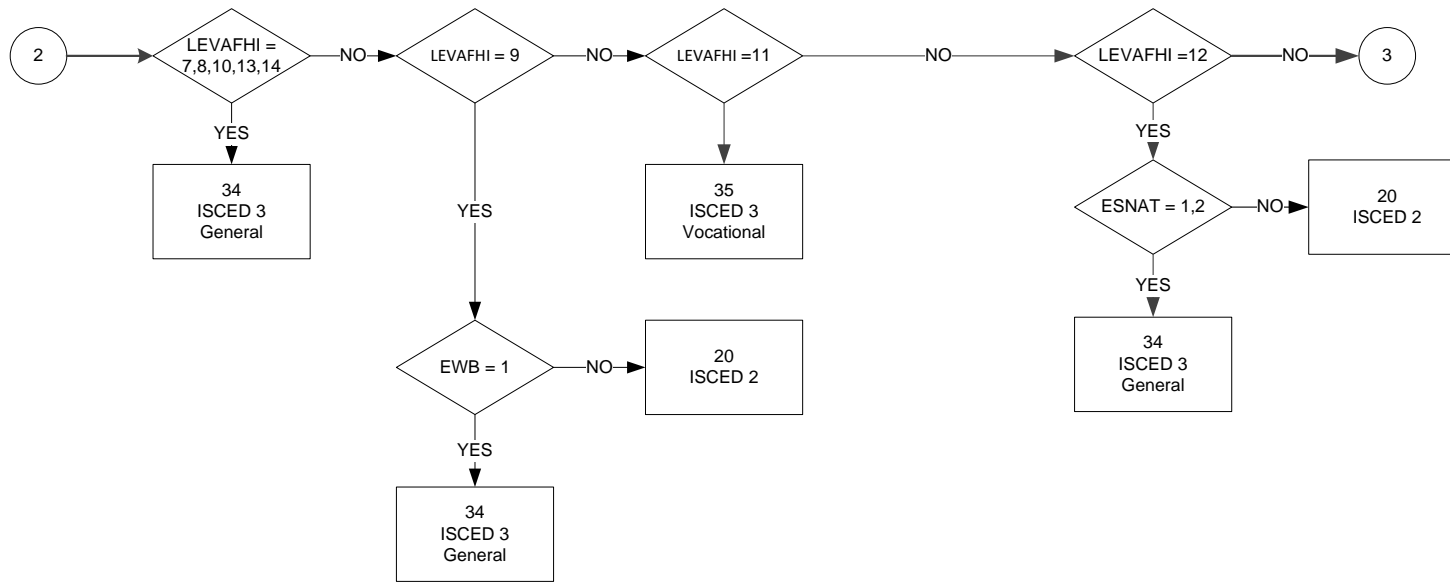 2
LEVAFHI =
7,8,10,13,14
NO
LEVAFHI = 9
NO
LEVAFHI =11
NO
LEVAFHI =12
NO
3
YES
34
ISCED 3
General
YES
35
ISCED 3
Vocational
YES
ESNAT = 1,2
NO
20
ISCED 2
YES
34
ISCED 3
General
EWB = 1
NO
20
ISCED 2
YES
34
ISCED 3
General